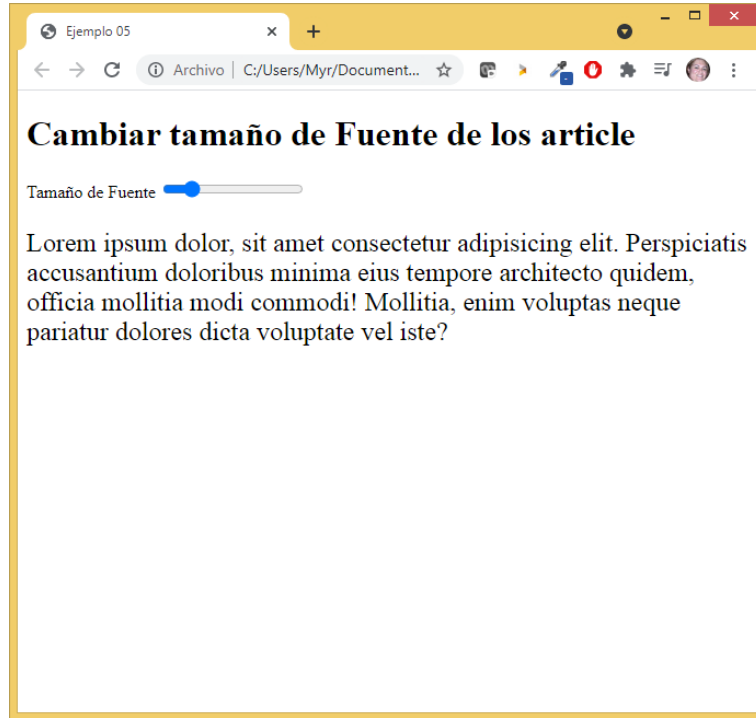 Ejemplo 05
Archivo | C:/Users/Myr/Document...
Cambiar tamaño de Fuente de los article
Tamaño de Fuente
Lorem ipsum dolor, sit amet consectetur adipisicing elit. Perspiciatis
accusantium doloribus minima eius tempore architecto quidem,
officia mollitia modi commodi! Mollitia, enim voluptas neque
pariatur dolores dicta voluptate vel iste?